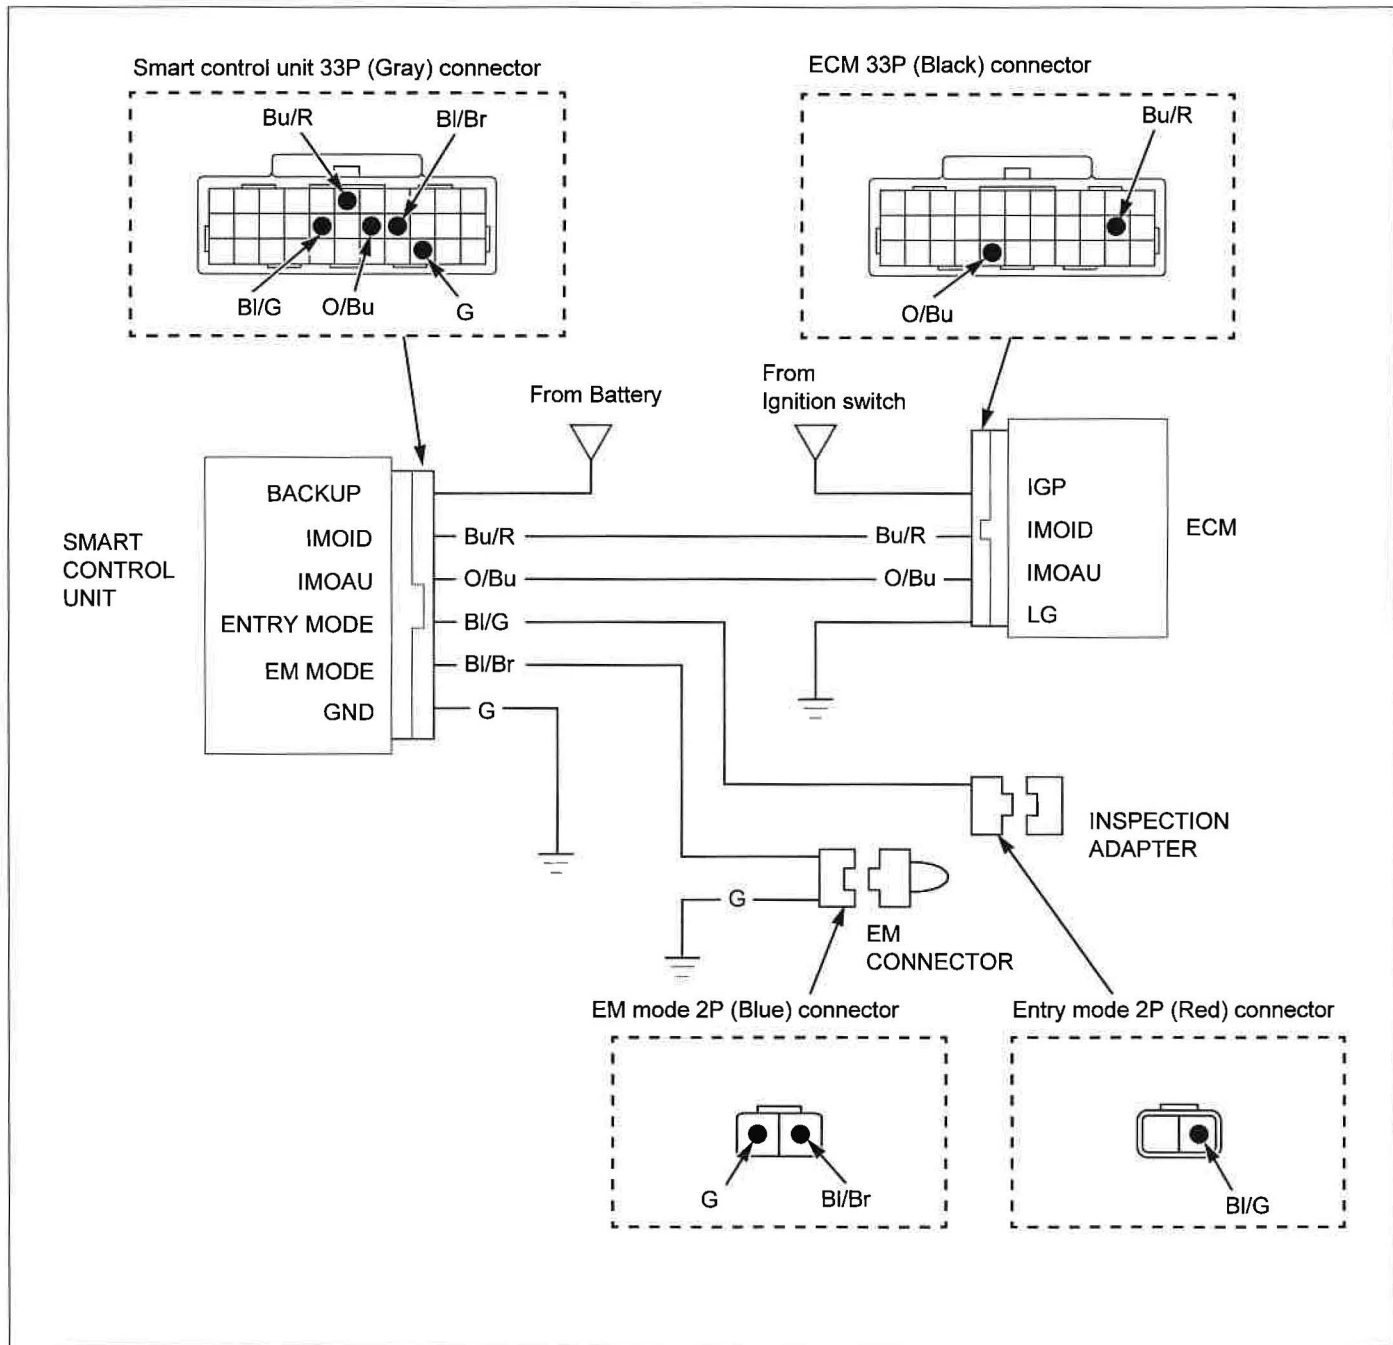 Smart control unit 33P (Gray) connector
Bu/R
Bl/Br
Bl/G
O/Bu
G
ECM 33P (Black) connector
Bu/R
O/Bu
From Battery
From
Ignition switch
SMART
CONTROL
UNIT
BACKUP
IMOID
IMOAU
ENTRY MODE
EM MODE
GND
Bu/R
O/Bu
Bl/G
Bl/Br
G
Bu/R
O/Bu
IGP
IMOID
IMOAU
LG
ECM
INSPECTION
ADAPTER
G
EM
CONNECTOR
EM mode 2P (Blue) connector
G
Bl/Br
Entry mode 2P (Red) connector
Bl/G